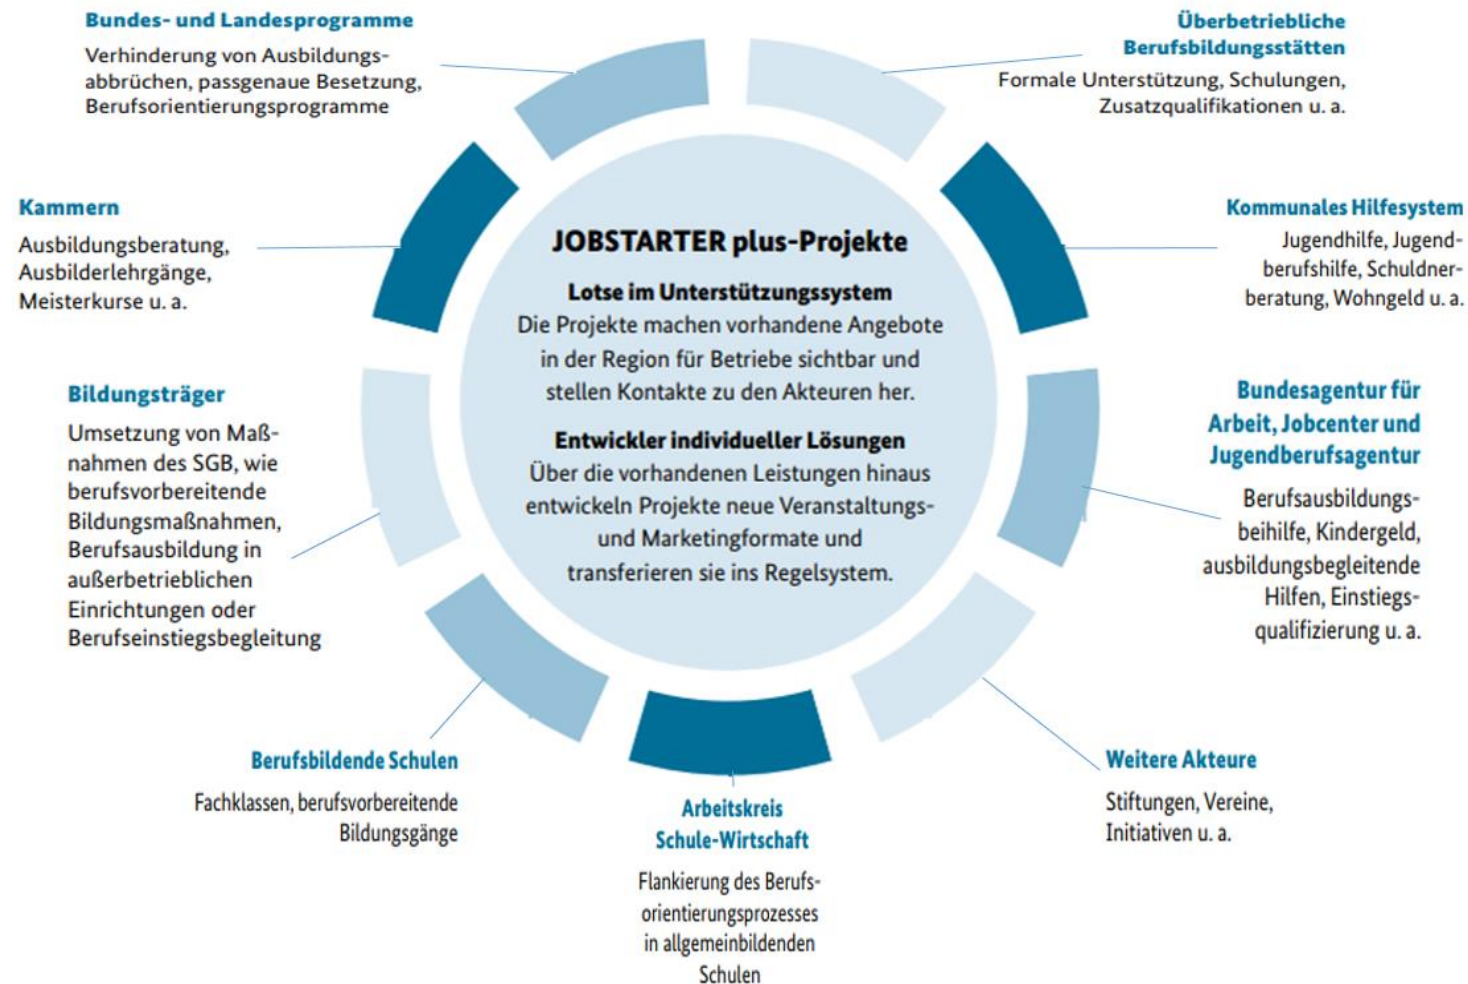 Bundes- und Landesprogramme
Verhinderung von Ausbildungs-
abbrüchen, passgenaue Besetzung,
Berufsorientierungsprogramme
Überbetriebliche
Berufsbildungsstätten
Formale Unterstützung, Schulungen,
Zusatzqualifikationen u. a.
Kammern
Ausbildungsberatung,
Ausbilderlehrgänge,
Meisterkurse u. a.
Kommunales Hilfesystem
Jugendhilfe, Jugend-
berufshilfe, Schuldner-
beratung, Wohngeld u. a.
JOBSTARTER plus-Projekte
Lotse im Unterstützungssystem
Die Projekte machen vorhandene Angebote
in der Region für Betriebe sichtbar und
stellen Kontakte zu den Akteuren her.
Entwickler individueller Lösungen
Über die vorhandenen Leistungen hinaus
entwickeln Projekte neue Veranstaltungs-
und Marketingformate und
transferieren sie ins Regelsystem.
Bildungsträger
Umsetzung von Maß-
nahmen des SGB, wie
berufsvorbereitende
Bildungsmaßnahmen,
Berufsausbildung in
außerbetrieblichen
Einrichtungen oder
Berufseinstiegsbegleitung
Bundesagentur für
Arbeit, Jobcenter und
Jugendberufsagentur
Berufsausbildungs-
beihilfe, Kindergeld,
ausbildungsbegleitende
Hilfen, Einstiegs-
qualifizierung u. a.
Berufsbildende Schulen
Fachklassen, berufsvorbereitende
Bildungsgänge
Arbeitskreis
Schule-Wirtschaft
Flankierung des Berufs-
orientierungsprozesses
in allgemeinbildenden
Schulen
Weitere Akteure
Stiftungen, Vereine,
Initiativen u. a.